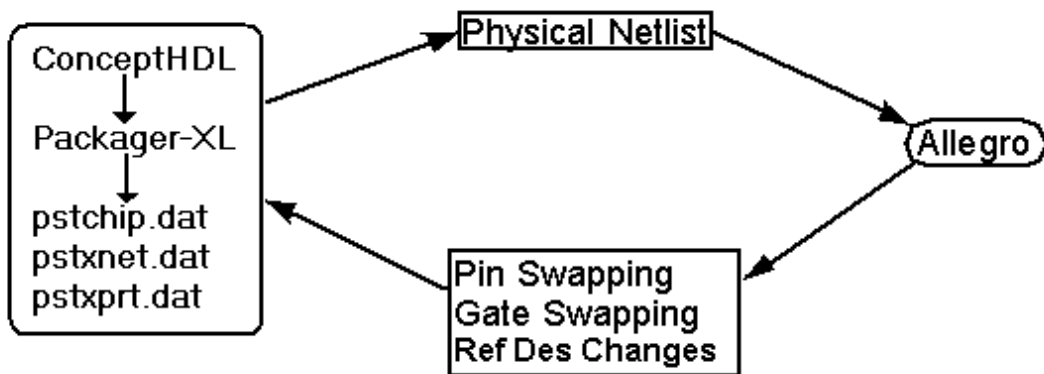 ConceptHDL
Packager-XL
pstchip.dat
pstxnet.dat
pstxprt.dat
Physical Netlist
Allegro
Pin Swapping
Gate Swapping
Ref Des Changes